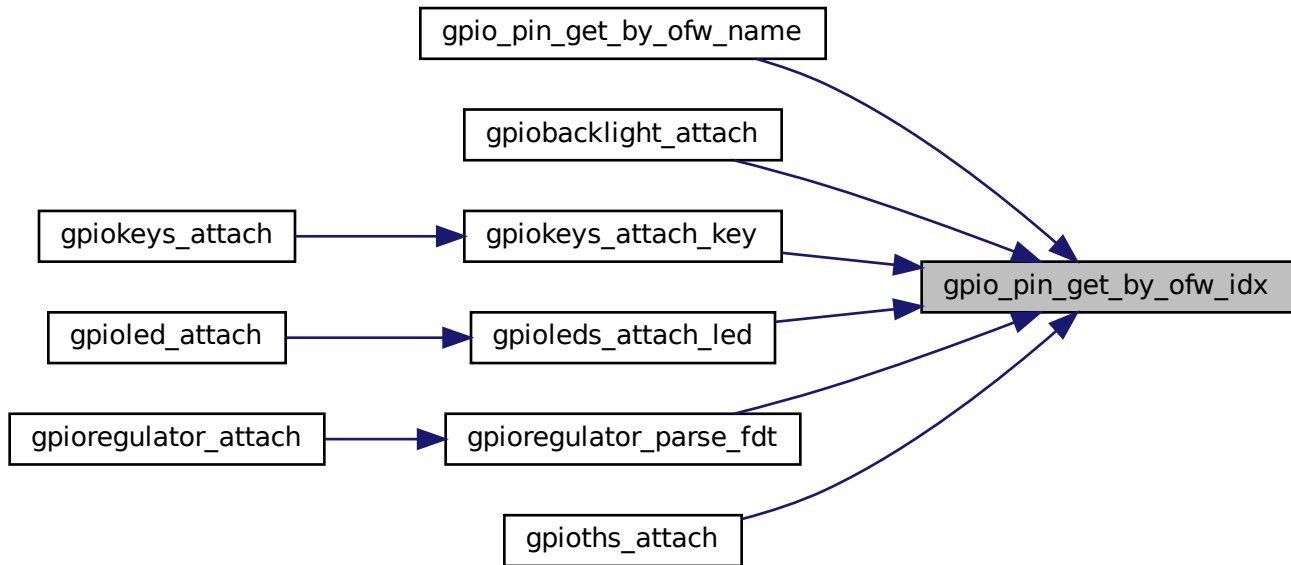 gpio_pin_get_by_ofw_name
gpiobacklight_attach
gpiokeys_attach
gpiokeys_attach_key
gpio_pin_get_by_ofw_idx
gpioled_attach
gpioleds_attach_led
gpioregulator_attach
gpioregulator_parse_fdt
gpioths_attach